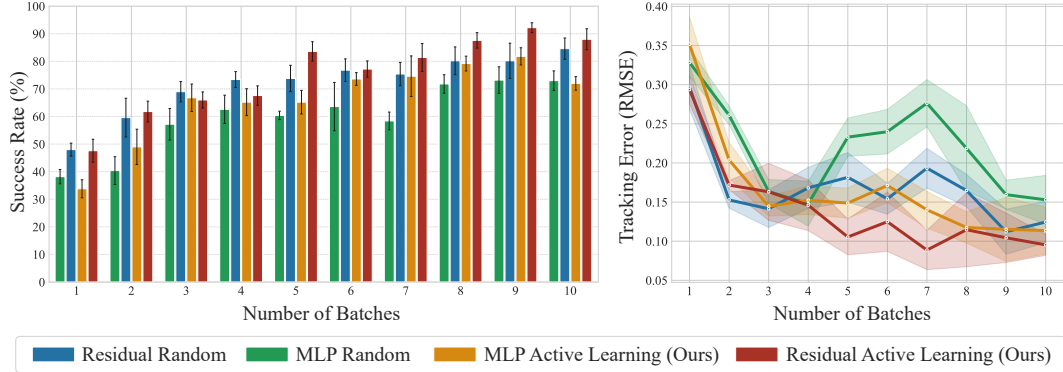 100
90
80
70
60
50
40
30
20
10
0
Success Rate (%)
1 2 3 4 5 6 7 8 9 10
Number of Batches
0.40
0.35
0.30
0.25
0.20
0.15
0.10
0.05
Tracking Error (RMSE)
1 2 3 4 5 6 7 8 9 10
Number of Batches
Residual Random MLP Random MLP Active Learning (Ours) Residual Active Learning (Ours)